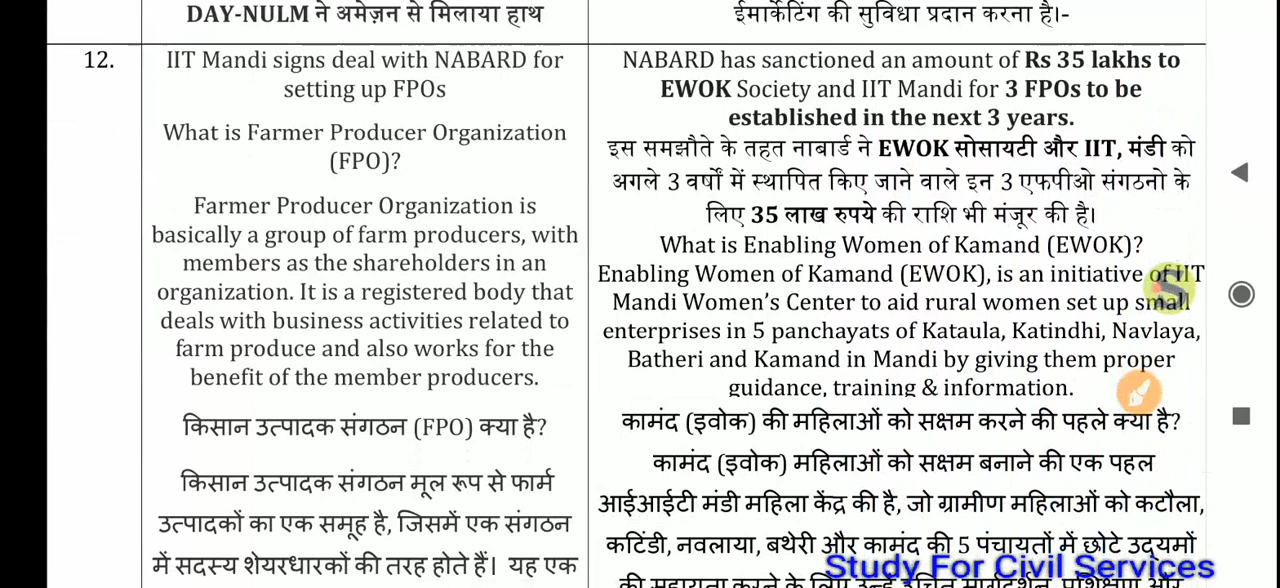 DAY-NULM ने अमेज़न से मिलाया हाथ
ईमार्केटिंग की सुविधा प्रदान करना है।-
12.
IIT Mandi signs deal with NABARD for
setting up FPOs
What is Farmer Producer Organization
(FPO)?
Farmer Producer Organization is
basically a group of farm producers, with
members as the shareholders in an
organization. It is a registered body that
deals with business activities related to
farm produce and also works for the
benefit of the member producers.
किसान उत्पादक संगठन (FPO) क्या है?
किसान उत्पादक संगठन मूल रूप से फार्म
उत्पादकों का एक समूह है, जिसमें एक संगठन
में सदस्य शेयरधारकों की तरह होते हैं। यह एक
NABARD has sanctioned an amount of Rs 35 lakhs to
EWOK Society and IIT Mandi for 3 FPOs to be
established in the next 3 years.
इस समझौते के तहत नाबार्ड ने EWOK सोसायटी और IIT, मंडी को
अगले 3 वर्षों में स्थापित किए जाने वाले इन 3 एफपीओ संगठनो के
लिए 35 लाख रुपये की राशि भी मंजूर की है।
What is Enabling Women of Kamand (EWOK)?
Enabling Women of Kamand (EWOK), is an initiative of IIT
Mandi Women's Center to aid rural women set up small
enterprises in 5 panchayats of Kataula, Katindhi, Navlaya,
Batheri and Kamand in Mandi by giving them proper
guidance, training & information.
कामंद (इवोक) की महिलाओं को सक्षम करने की पहले क्या है?
कामंद (इवोक) महिलाओं को सक्षम बनाने की एक पहल
आईआईटी मंडी महिला केंद्र की है, जो ग्रामीण महिलाओं को कटौला,
कटिंडी, नवलाया, बथेरी और कामंद की 5 पंचायतों में छोटे उद्यमों
Study For Civil Services